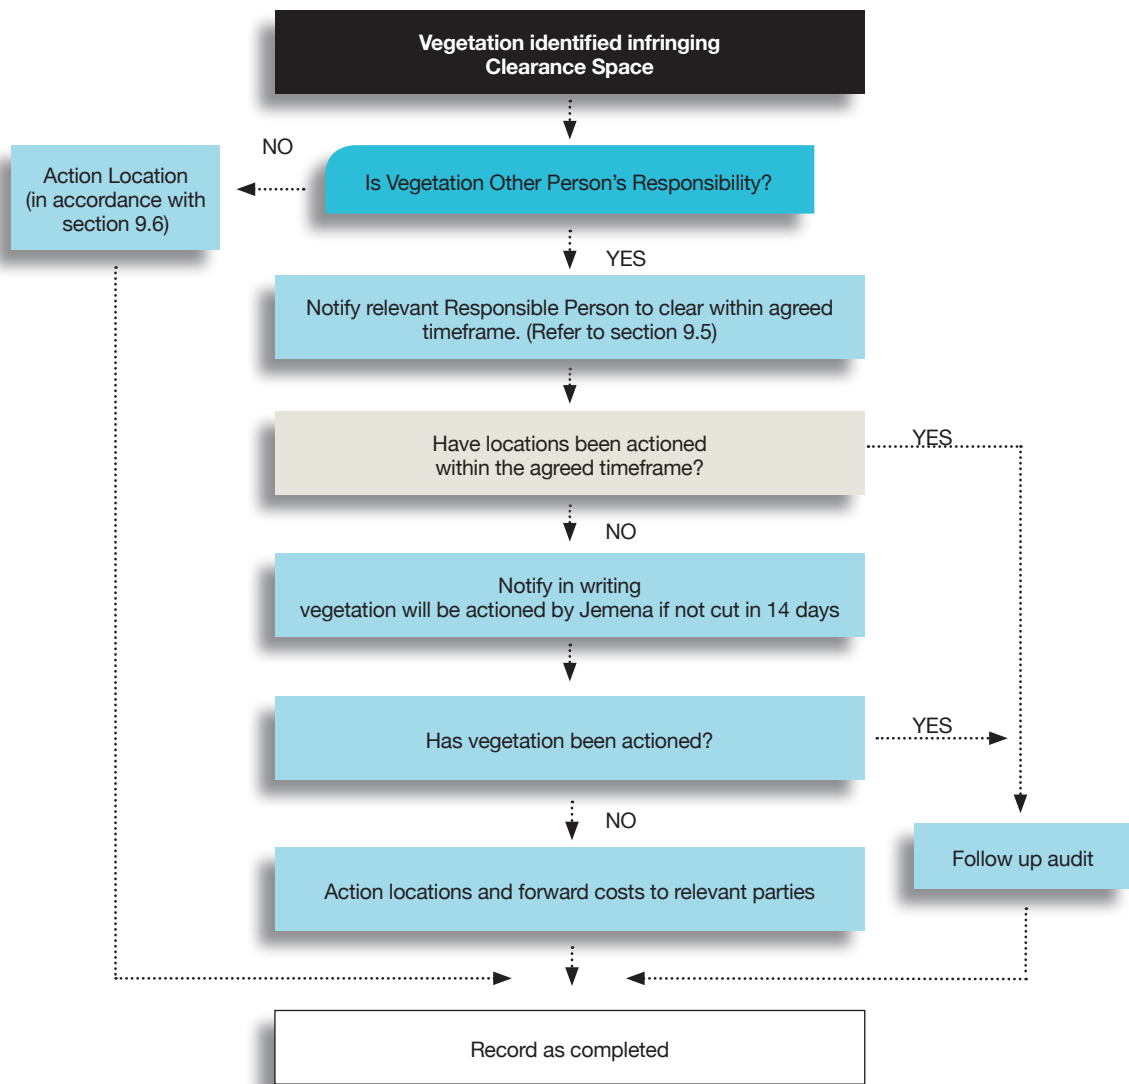 Vegetation identified infringing
Clearance Space
NO
Action Location
(in accordance with
section 9.6)
Is Vegetation Other Person’s Responsibility?
YES
Notify relevant Responsible Person to clear within agreed
timeframe. (Refer to section 9.5)
Have locations been actioned
within the agreed timeframe?
YES
NO
Notify in writing
vegetation will be actioned by Jemena if not cut in 14 days
Has vegetation been actioned?
YES
NO
Follow up audit
Action locations and forward costs to relevant parties
Record as completed